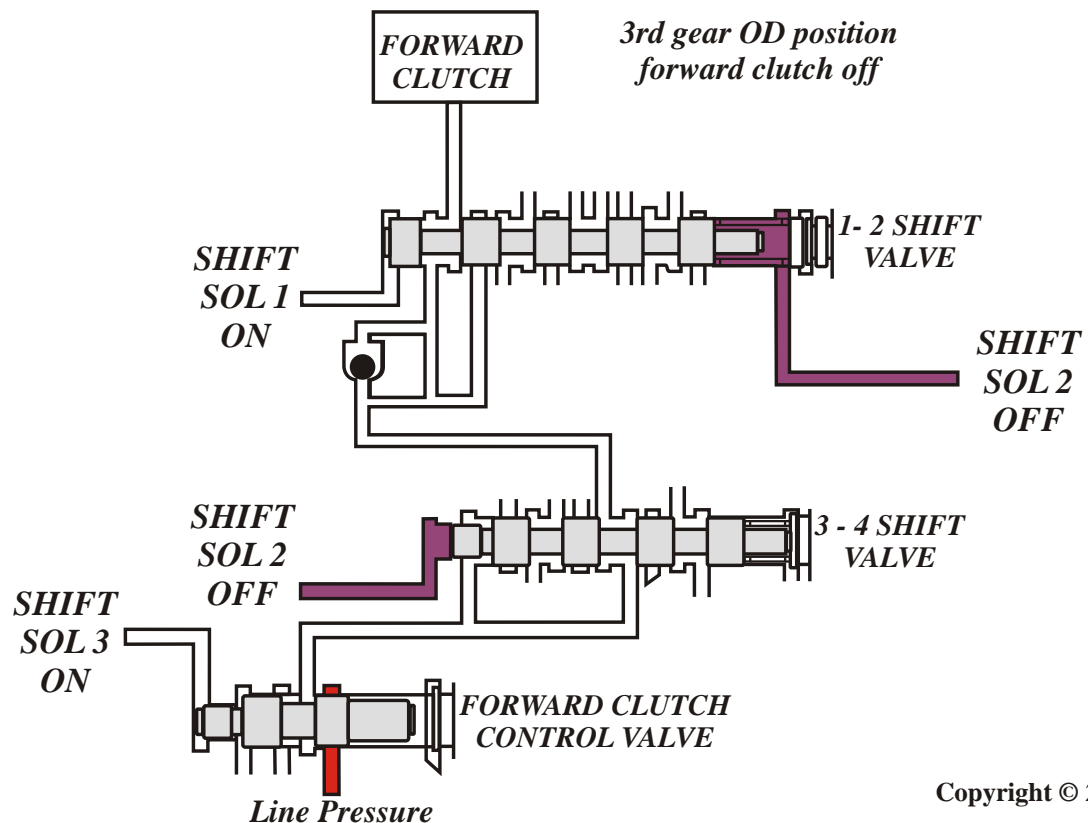 FORWARD
CLUTCH
3rd gear OD position
forward clutch off
1- 2 SHIFT
VALVE
SHIFT
SOL 1
ON
SHIFT
SOL 2
OFF
SHIFT
SOL 2
OFF
3 - 4 SHIFT
VALVE
SHIFT
SOL 3
ON
FORWARD CLUTCH
CONTROL VALVE
Line Pressure
Copyright ©